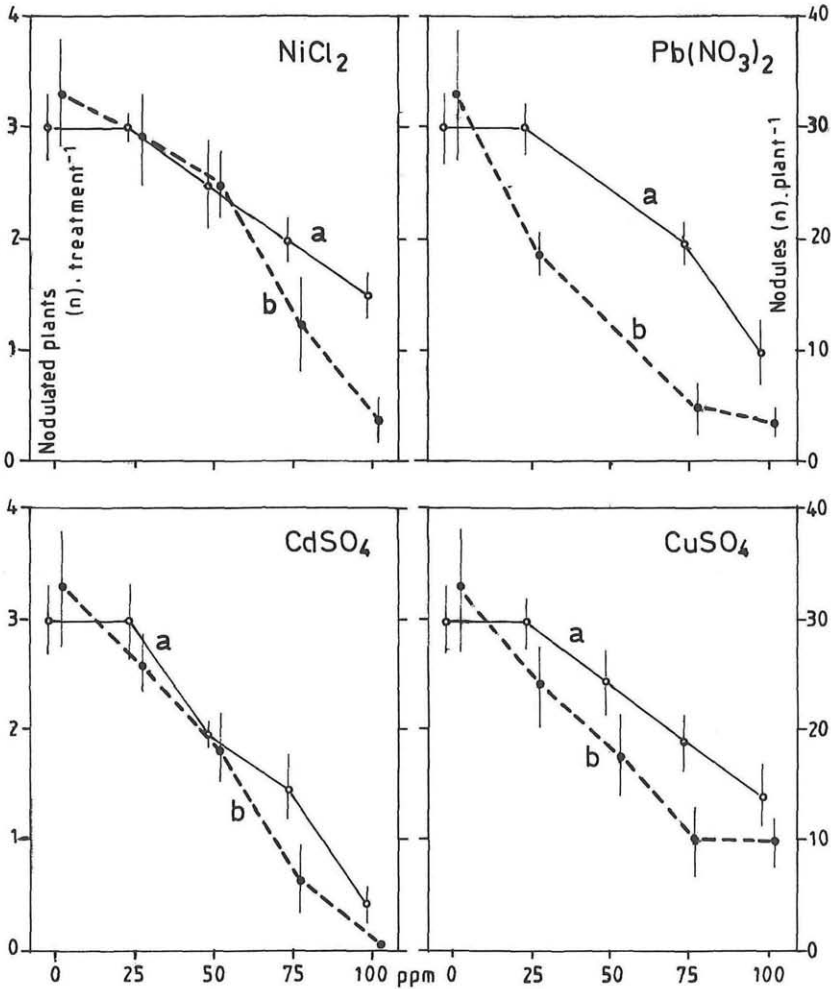 4
3
2
1
0
Nodulated plants
(n). treatment⁻¹
NiCl₂
a
b
Pb(NO₃)₂
a
b
40
30
20
10
0
Nodules (n). plant⁻¹
4
3
2
1
0
CdSO₄
a
b
CuSO₄
a
b
40
30
20
10
0
0 25 50 75 100 ppm 0 25 50 75 100